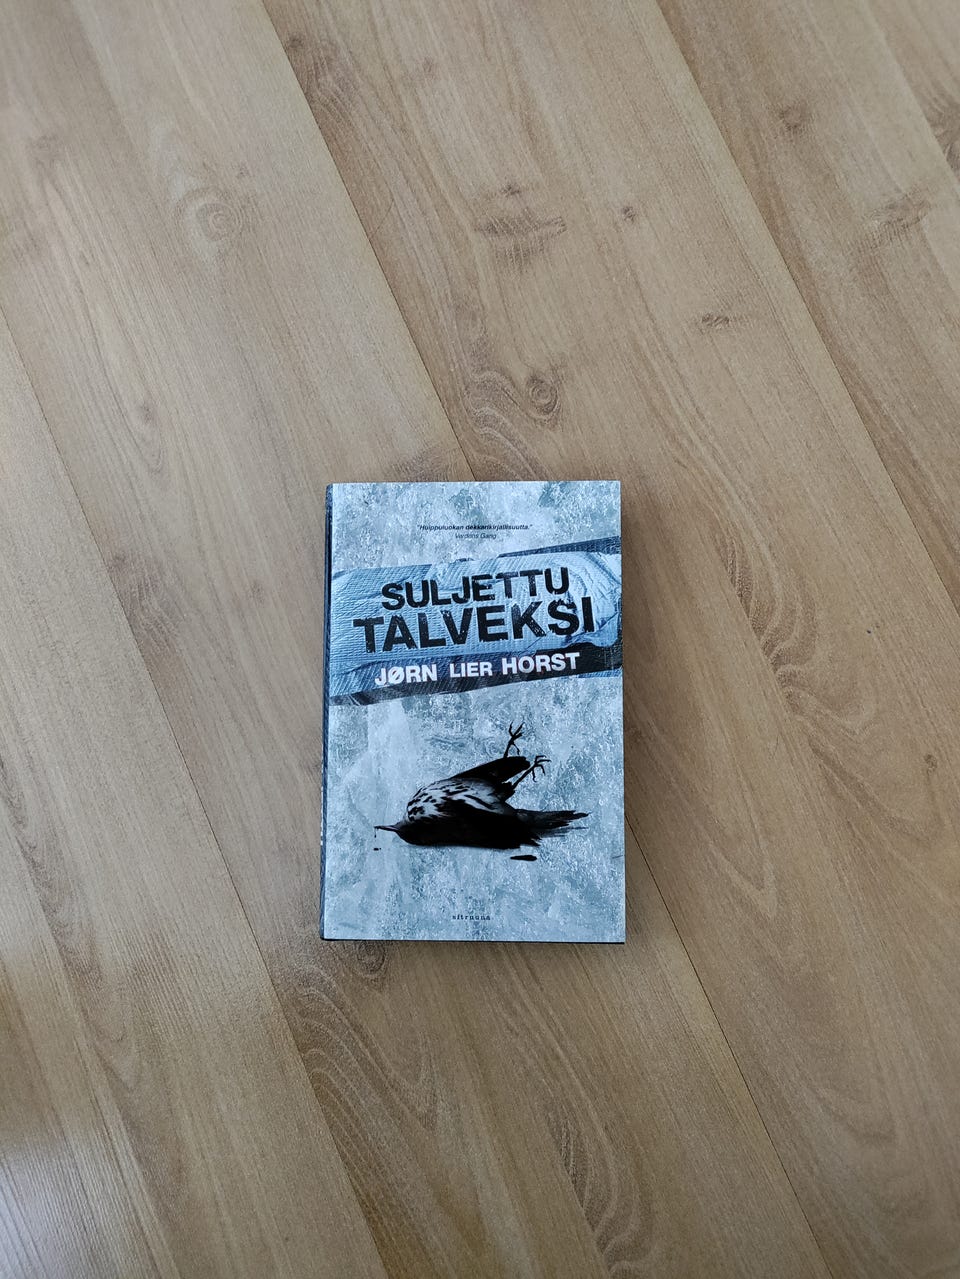 "Huippuluokan dekkarikirjallisuutta."
Verdens Gang
SULJETTU
TALVEKSI
JØRN LIER HORST
sitruuna